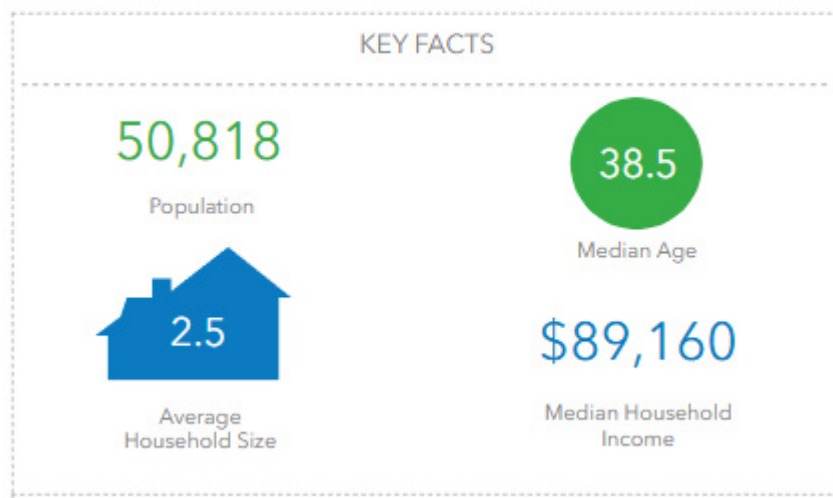 KEY FACTS
50,818
Population
38.5
Median Age
2.5
Average
Household Size
$89,160
Median Household
Income